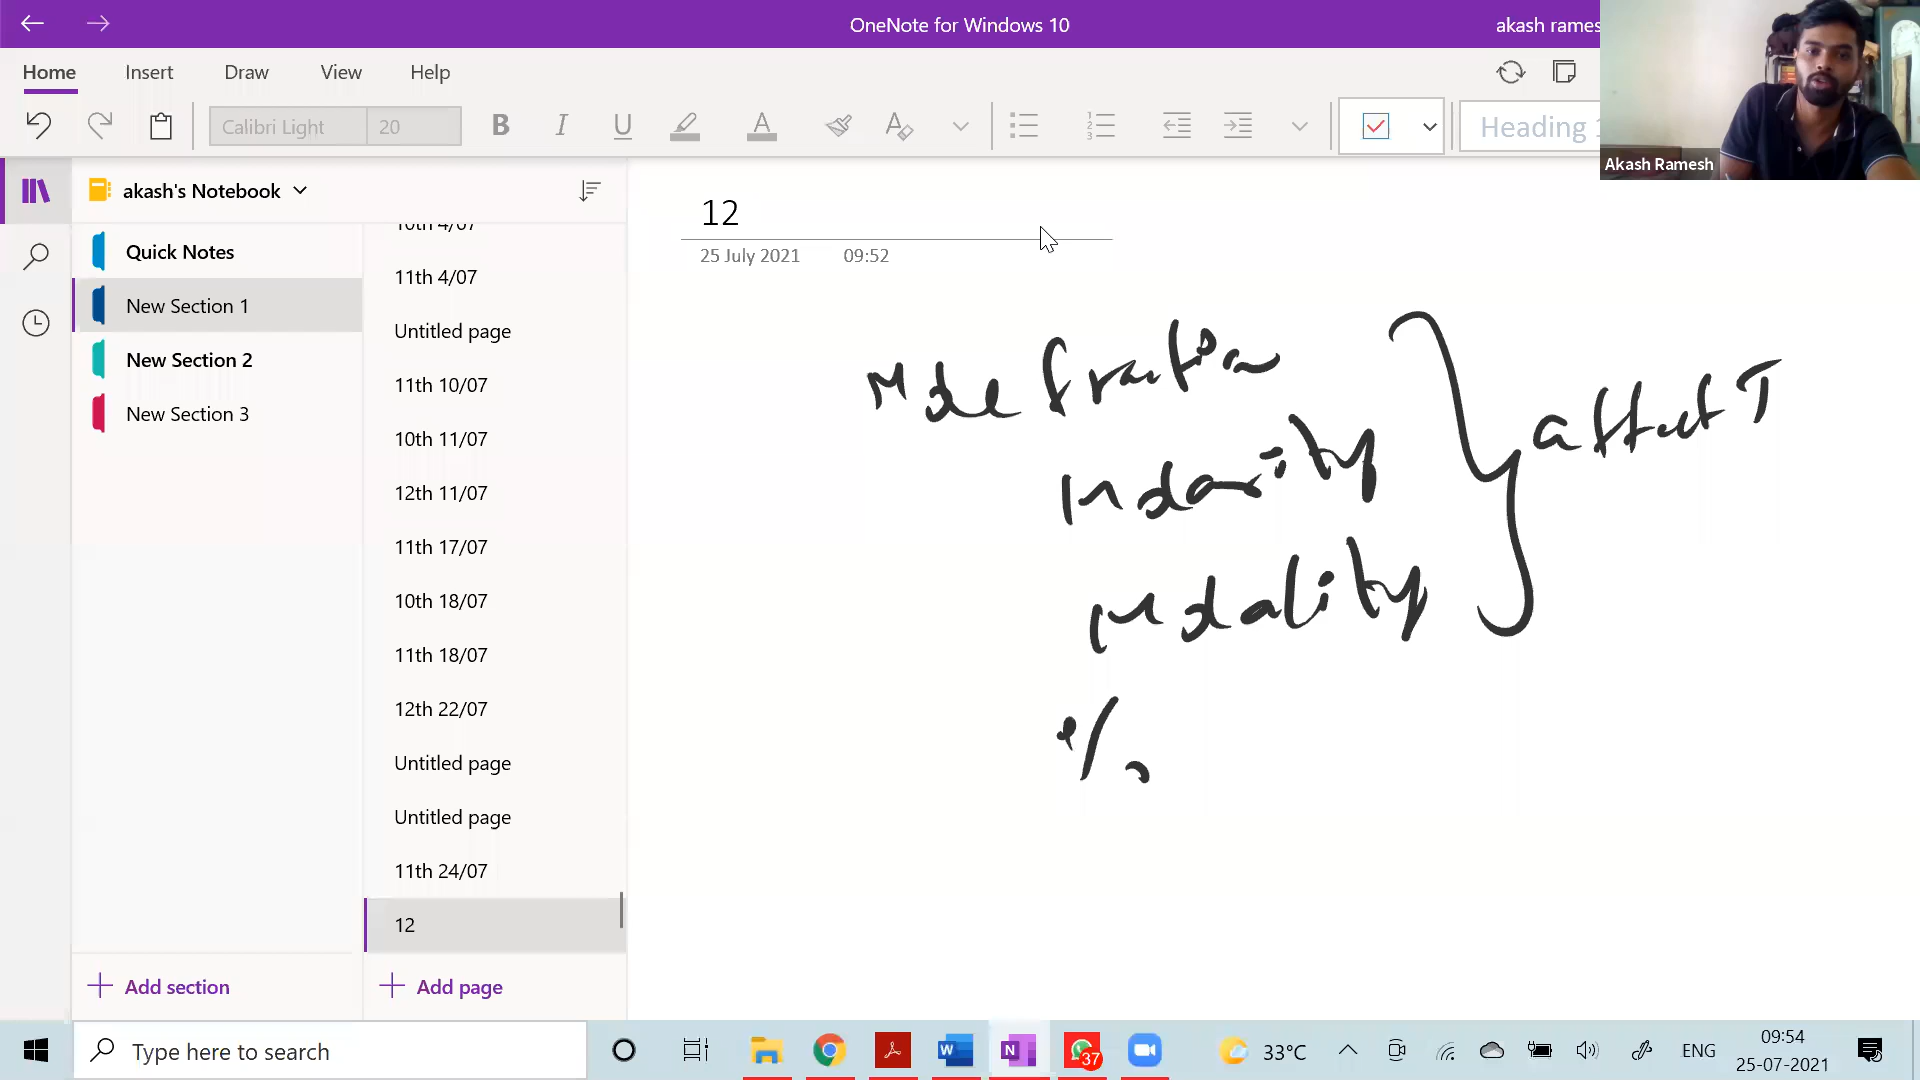 OneNote for Windows 10
akash rames
Home Insert Draw View Help
Calibri Light 20 B I U A A Heading 1
Akash Ramesh
akash's Notebook
Quick Notes
New Section 1
New Section 2
New Section 3
Add section
10th 4/07
11th 4/07
Untitled page
11th 10/07
10th 11/07
12th 11/07
11th 17/07
10th 18/07
11th 18/07
12th 22/07
Untitled page
Untitled page
11th 24/07
12
Add page
12
25 July 2021 09:52
Mole fraction
Molarity
Molality
affect T
%
Type here to search
37
33°C
ENG
09:54
25-07-2021